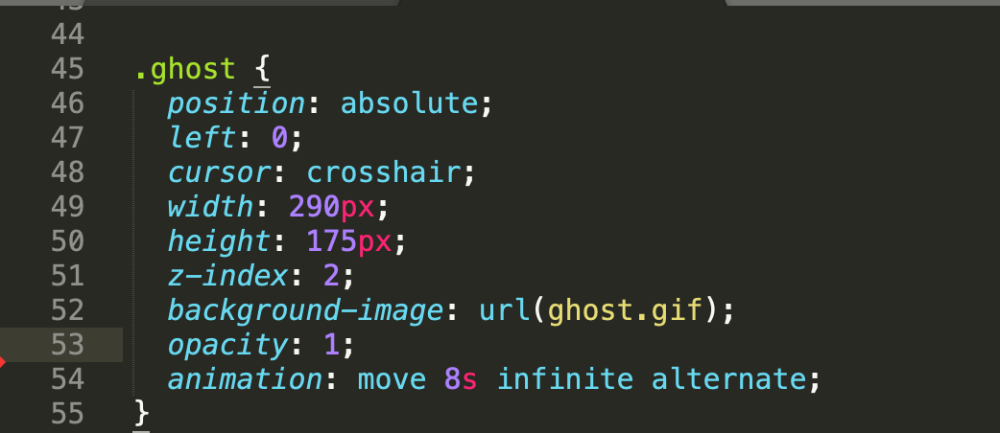 44
45 .ghost {
46 position: absolute;
47 left: 0;
48 cursor: crosshair;
49 width: 290px;
50 height: 175px;
51 z-index: 2;
52 background-image: url(ghost.gif);
53 opacity: 1;
54 animation: move 8s infinite alternate;
55 }